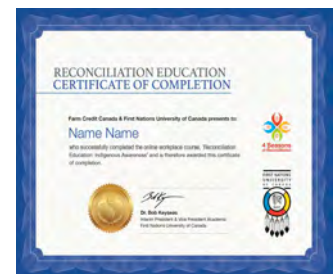 RECONCILIATION EDUCATION
CERTIFICATE OF COMPLETION
Farm Credit Canada & First Nations University of Canada presents to:
Name Name
who successfully completed the online workplace course, 'Reconciliation
Education: Indigenous Awareness' and is therefore awarded this certificate
of completion.
4 Seasons
FIRST NATIONS
UNIVERSITY
OF CANADA
Dr. Bob Kayseas
Interim President & Vice President Academic
First Nations University of Canada